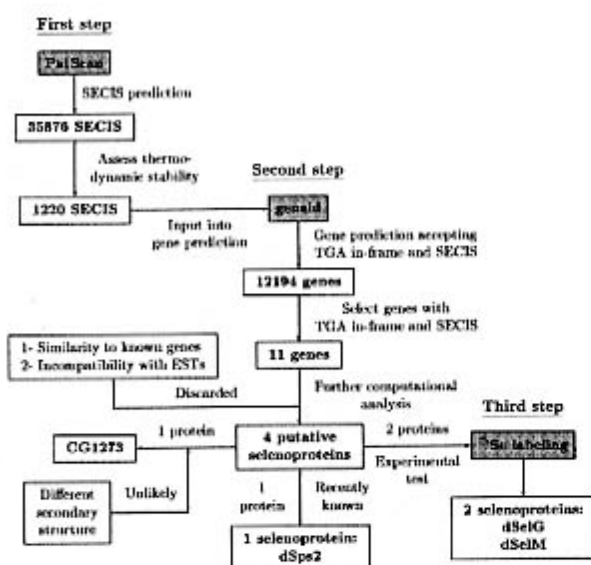 First step
PatScan
SECIS prediction
35876 SECIS
Assess thermo-
dynamic stability
1220 SECIS
Input into
gene prediction
Second step
geneid
Gene prediction accepting
TGA in-frame and SECIS
12194 genes
Select genes with
TGA in-frame and SECIS
11 genes
1- Similarity to known genes
2- Incompatibility with ESTs
Discarded
Further computational
analysis
Third step
4 putative
selenoproteins
1 protein
CG1273
Unlikely
Different
secondary
structure
2 proteins
Experimental
test
75Se labeling
2 selenoproteins:
dSelG
dSelM
1
protein
Recently
known
1 selenoprotein:
dSps2